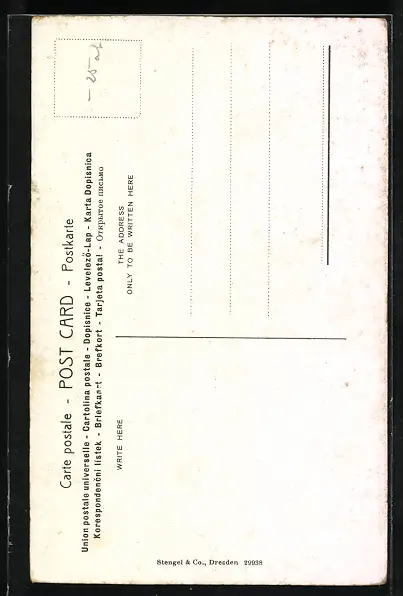 Carte postale - POST CARD - Postkarte
Union postale universelle - Cartolina postale - Dopisnice - Levelező-Lap - Karta Dopisnica
Korespondenční listek - Briefkaart - Brefkort - Tarjeta postal - Открытое письмо
WRITE HERE
THE ADDRESS
ONLY TO BE WRITTEN HERE
Stengel & Co., Dresden 29938